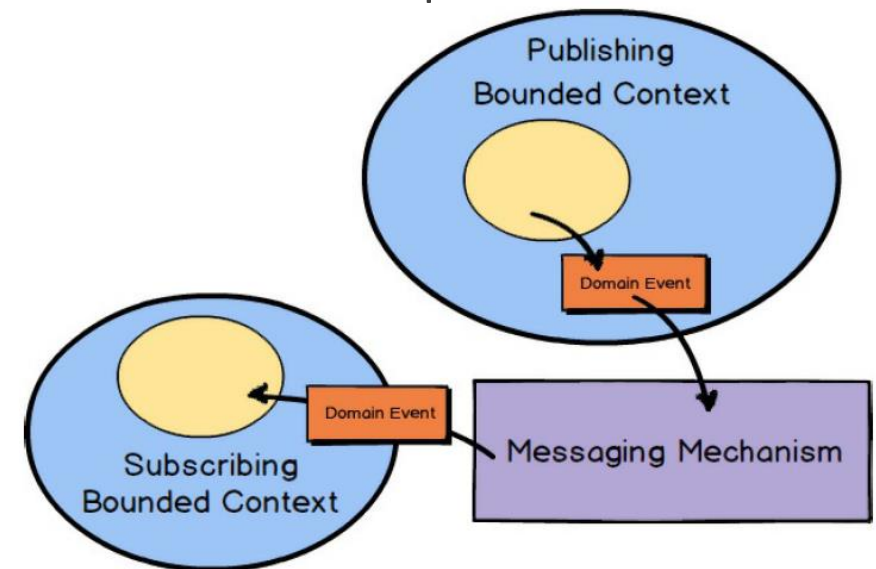 Publishing
Bounded Context
Domain Event
Domain Event
Messaging Mechanism
Subscribing
Bounded Context